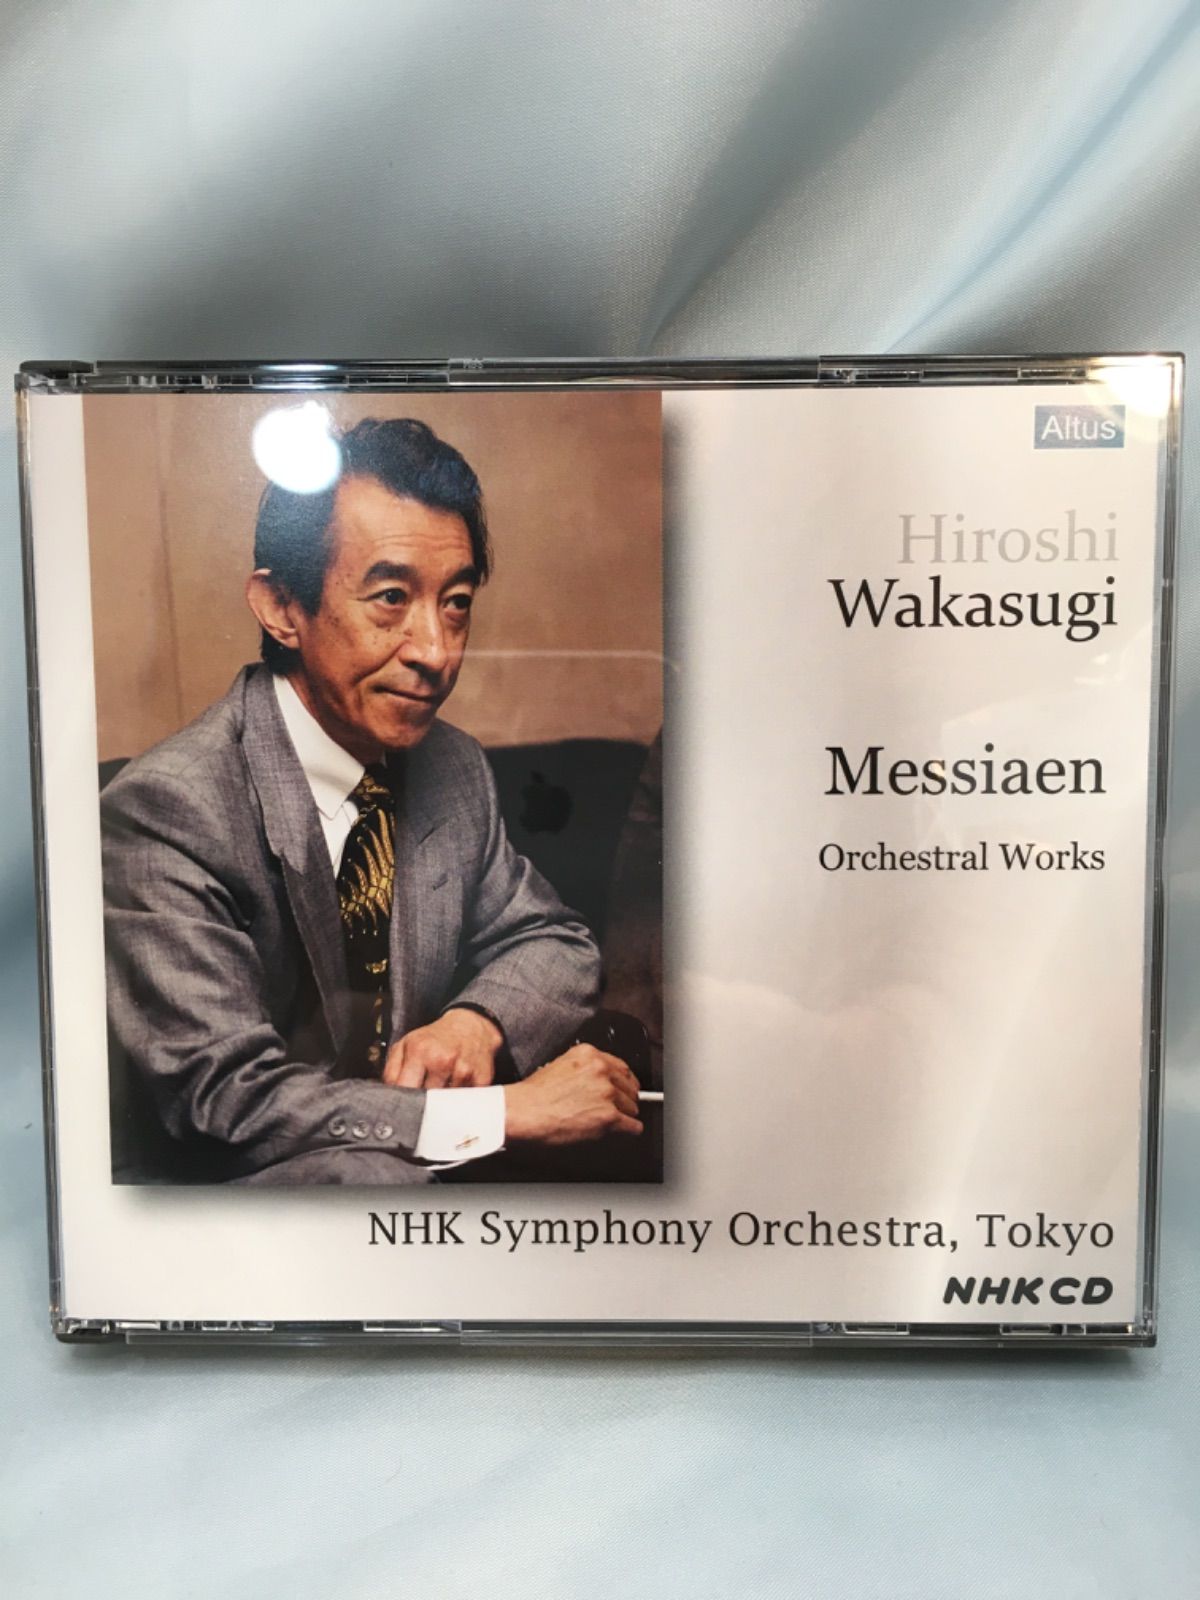 Altus
Hiroshi
Wakasugi
Messiaen
Orchestral Works
NHK Symphony Orchestra, Tokyo
NHKCD